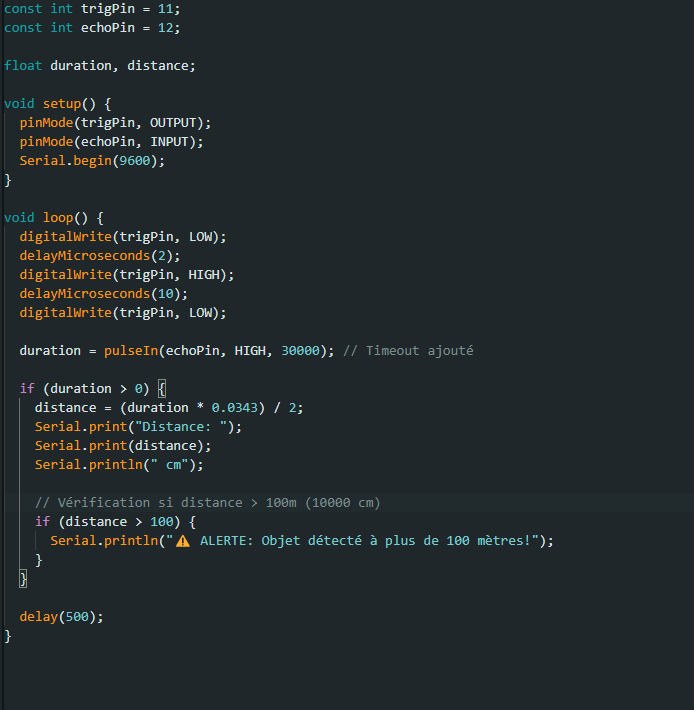 const int trigPin = 11;
const int echoPin = 12;
float duration, distance;
void setup() {
  pinMode(trigPin, OUTPUT);
  pinMode(echoPin, INPUT);
  Serial.begin(9600);
}
void loop() {
  digitalWrite(trigPin, LOW);
  delayMicroseconds(2);
  digitalWrite(trigPin, HIGH);
  delayMicroseconds(10);
  digitalWrite(trigPin, LOW);
  duration = pulseIn(echoPin, HIGH, 30000); // Timeout ajouté
  if (duration > 0) {
    distance = (duration * 0.0343) / 2;
    Serial.print("Distance: ");
    Serial.print(distance);
    Serial.println(" cm");
    // Vérification si distance > 100m (10000 cm)
    if (distance > 100) {
      Serial.println("⚠️ ALERTE: Objet détecté à plus de 100 mètres!");
    }
  }
  delay(500);
}